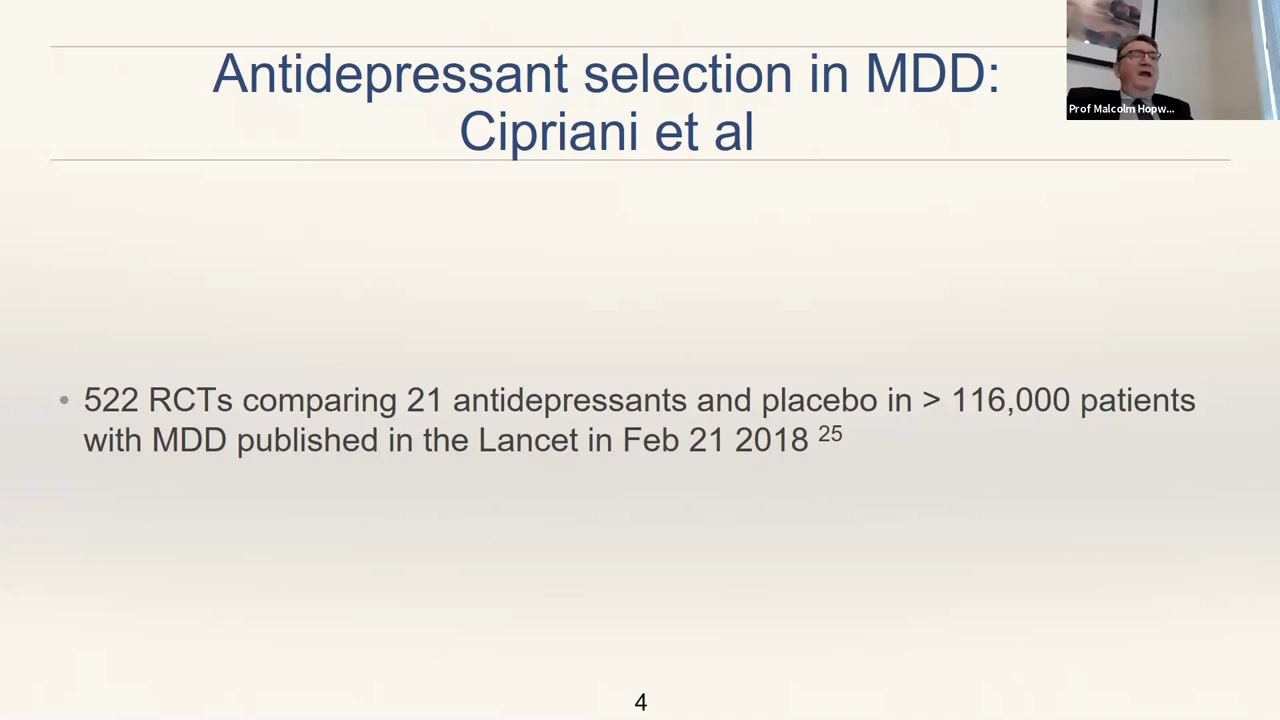 Antidepressant selection in MDD:
Cipriani et al
Prof Malcolm Hopw...
• 522 RCTs comparing 21 antidepressants and placebo in > 116,000 patients
with MDD published in the Lancet in Feb 21 2018 25
4